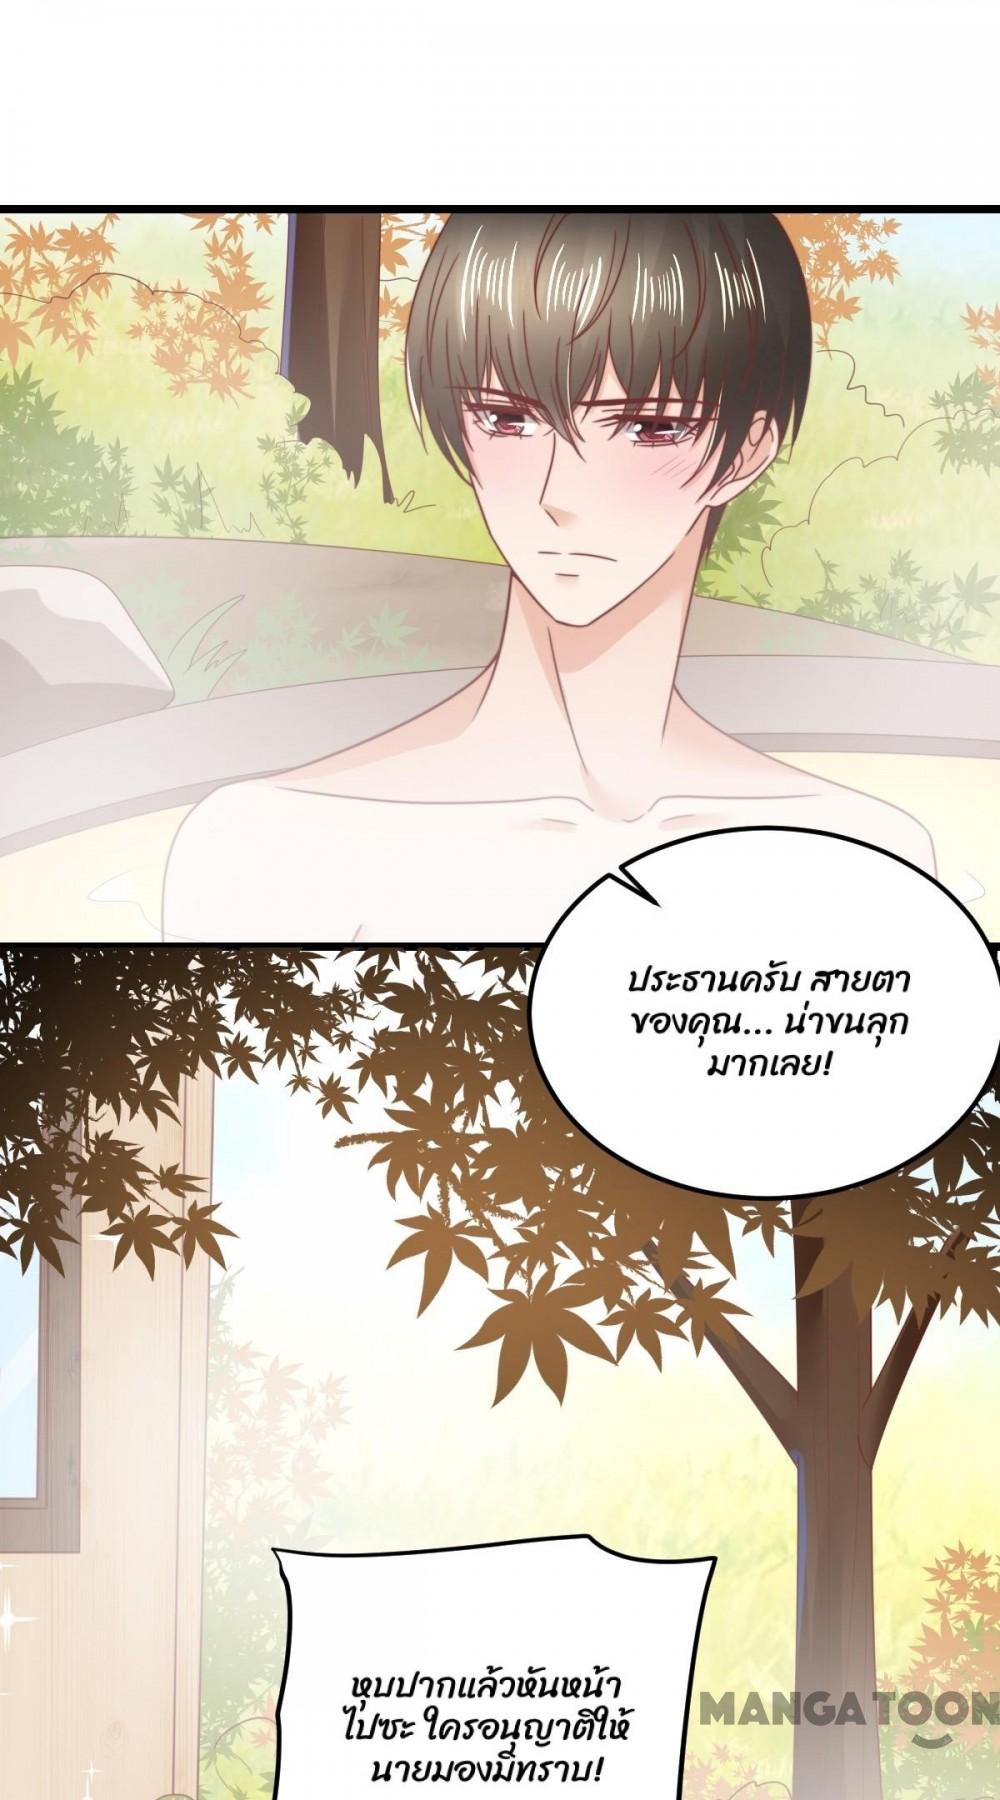 ประธานครับ สายตา
ของคุณ... น่าขนลุก
มากเลย!
หุบปากแล้วหันหน้า
ไปซะ ใครอนุญาติให้
นายมองมิทราบ!
MANGATOON